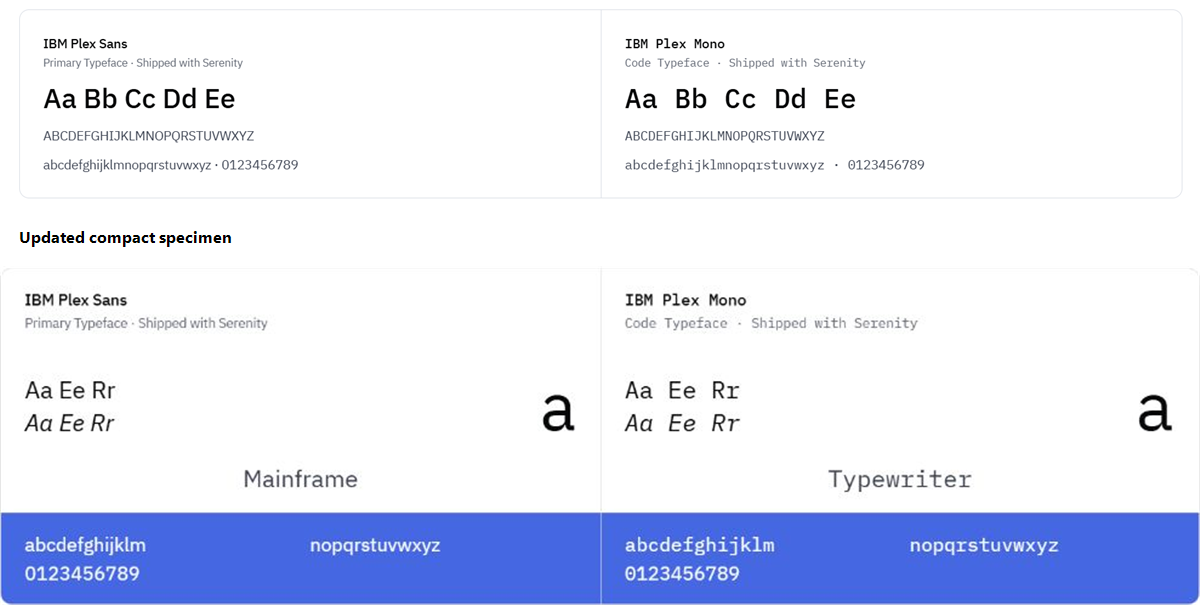 IBM Plex Sans
Primary Typeface · Shipped with Serenity
Aa Bb Cc Dd Ee
ABCDEFGHIJKLMNOPQRSTUVWXYZ
abcdefghijklmnopqrstuvwxyz · 0123456789
IBM Plex Mono
Code Typeface · Shipped with Serenity
Aa Bb Cc Dd Ee
ABCDEFGHIJKLMNOPQRSTUVWXYZ
abcdefghijklmnopqrstuvwxyz · 0123456789
Updated compact specimen
IBM Plex Sans
Primary Typeface · Shipped with Serenity
Aa Ee Rr
Aa Ee Rr
a
Mainframe
abcdefghijklm nopqrstuvwxyz
0123456789
IBM Plex Mono
Code Typeface · Shipped with Serenity
Aa Ee Rr
Aa Ee Rr
a
Typewriter
abcdefghijklm nopqrstuvwxyz
0123456789